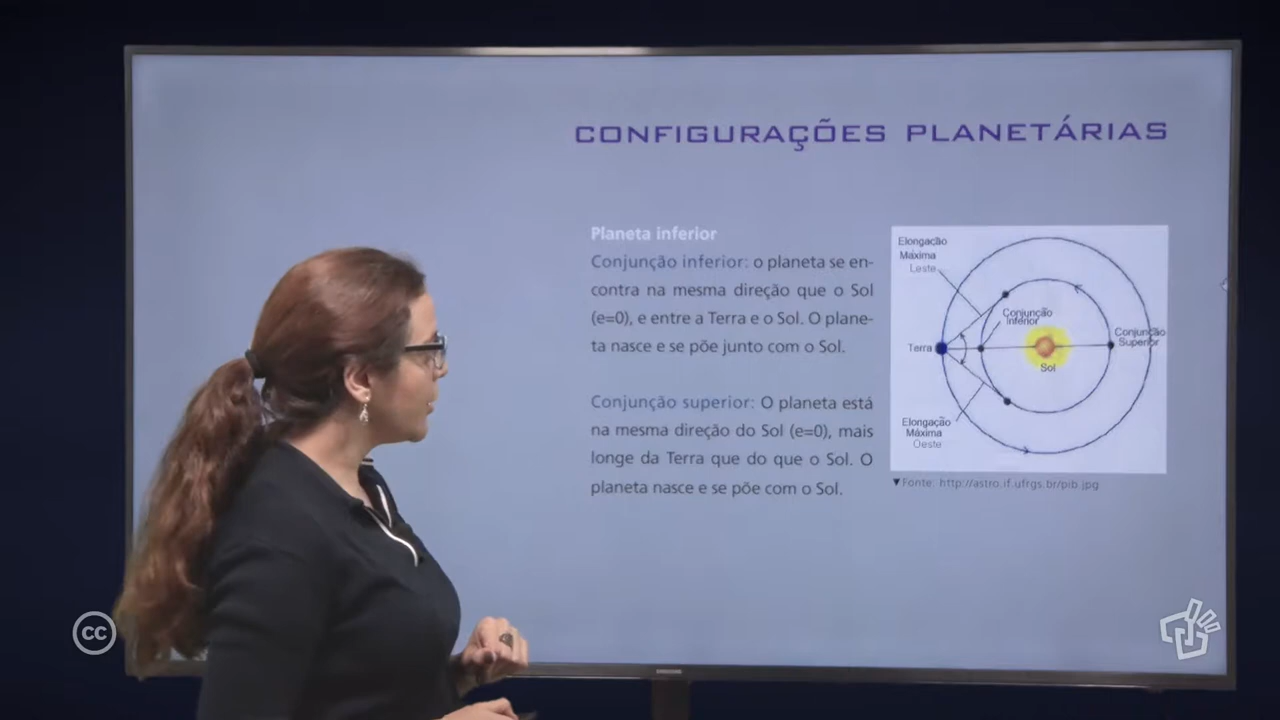 CONFIGURAÇÕES PLANETÁRIAS
Planeta inferior
Conjunção inferior: o planeta se en-
contra na mesma direção que o Sol
(e=0), e entre a Terra e o Sol. O plane-
ta nasce e se põe junto com o Sol.
Conjunção superior: O planeta está
na mesma direção do Sol (e=0), mais
longe da Terra que do que o Sol. O
planeta nasce e se põe com o Sol.
Elongação
Máxima
Leste
Conjunção
Inferior
Conjunção
Superior
Terra
Sol
Elongação
Máxima
Oeste
▼Fonte: http://astro.if.ufrgs.br/pib.jpg
cc
SAMSUNG